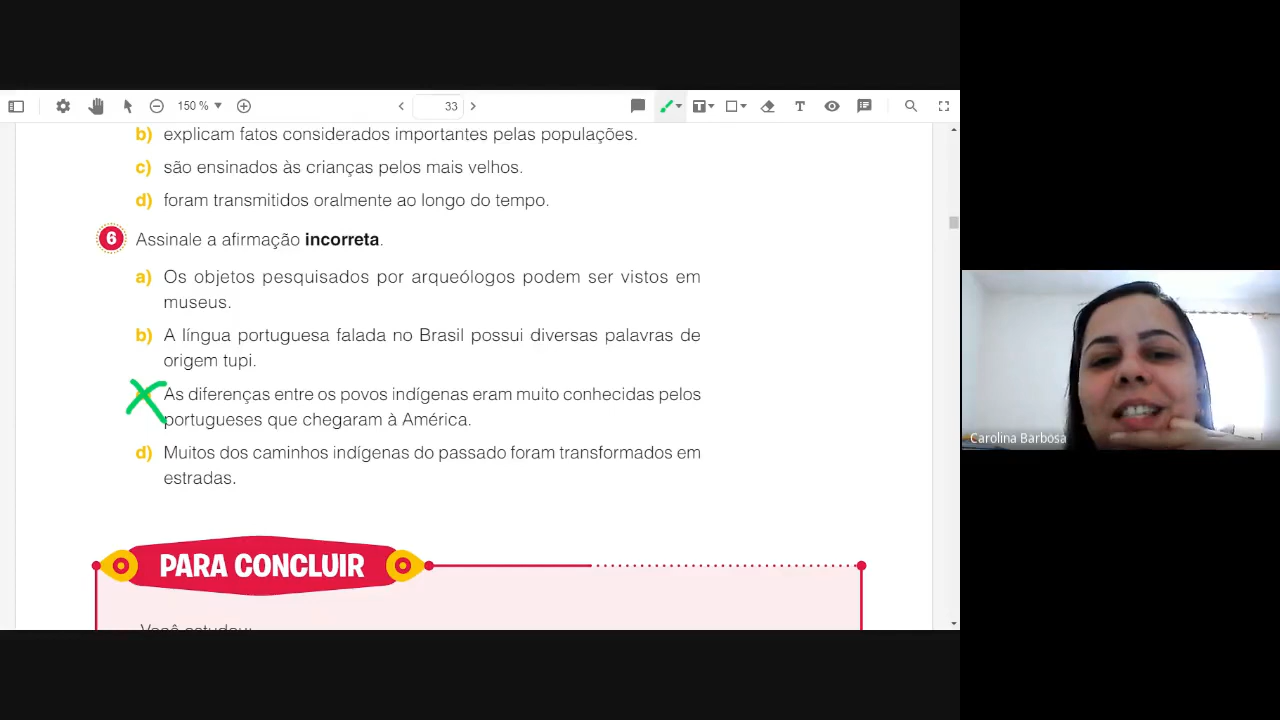 150 %
33
b) explicam fatos considerados importantes pelas populações.
c) são ensinados às crianças pelos mais velhos.
d) foram transmitidos oralmente ao longo do tempo.
6 Assinale a afirmação incorreta.
a) Os objetos pesquisados por arqueólogos podem ser vistos em
museus.
b) A língua portuguesa falada no Brasil possui diversas palavras de
origem tupi.
As diferenças entre os povos indígenas eram muito conhecidas pelos
portugueses que chegaram à América.
d) Muitos dos caminhos indígenas do passado foram transformados em
estradas.
PARA CONCLUIR
Você estudou:
Carolina Barbosa